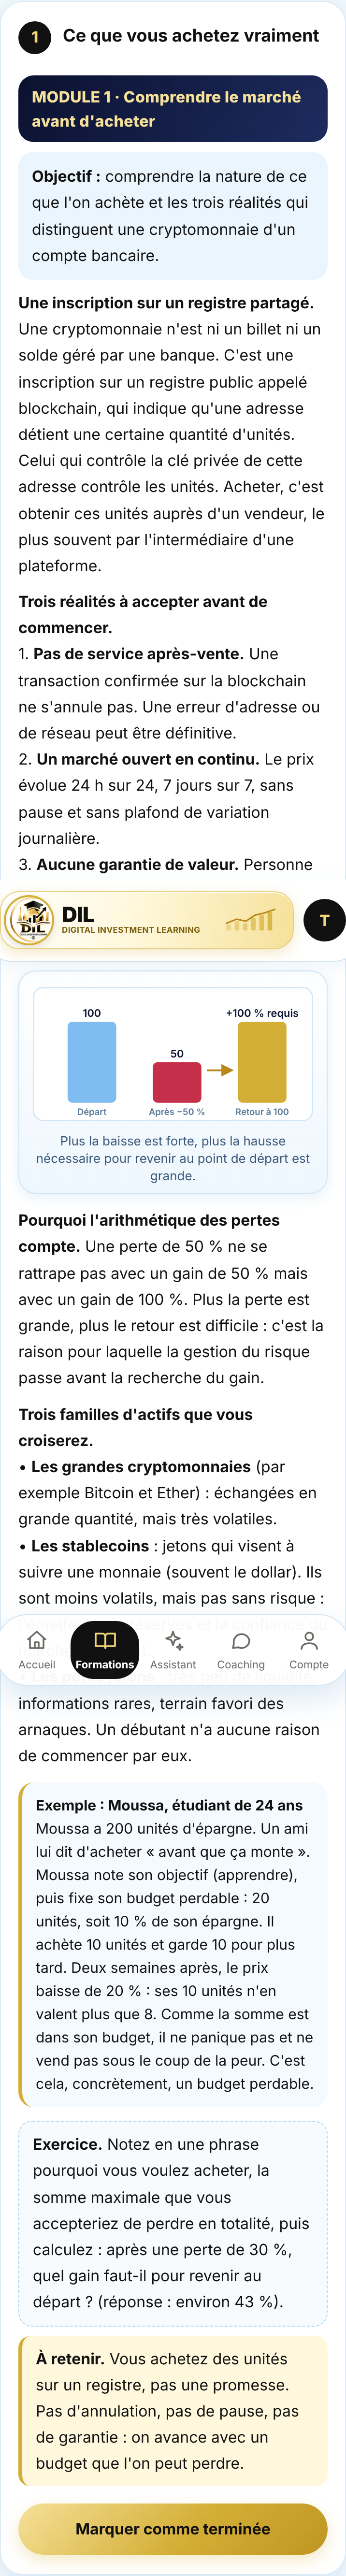 1 Ce que vous achetez vraiment
MODULE 1 · Comprendre le marché
avant d'acheter
Objectif : comprendre la nature de ce
que l'on achète et les trois réalités qui
distinguent une cryptomonnaie d'un
compte bancaire.
Une inscription sur un registre partagé.
Une cryptomonnaie n'est ni un billet ni un
solde géré par une banque. C'est une
inscription sur un registre public appelé
blockchain, qui indique qu'une adresse
détient une certaine quantité d'unités.
Celui qui contrôle la clé privée de cette
adresse contrôle les unités. Acheter, c'est
obtenir ces unités auprès d'un vendeur, le
plus souvent par l'intermédiaire d'une
plateforme.
Trois réalités à accepter avant de
commencer.
1. Pas de service après-vente. Une
transaction confirmée sur la blockchain
ne s'annule pas. Une erreur d'adresse ou
de réseau peut être définitive.
2. Un marché ouvert en continu. Le prix
évolue 24 h sur 24, 7 jours sur 7, sans
pause et sans plafond de variation
journalière.
3. Aucune garantie de valeur. Personne
DIL
DIGITAL INVESTMENT LEARNING
T
100
50
+100 % requis
Départ
Après −50 %
Retour à 100
Plus la baisse est forte, plus la hausse
nécessaire pour revenir au point de départ est
grande.
Pourquoi l'arithmétique des pertes
compte. Une perte de 50 % ne se
rattrape pas avec un gain de 50 % mais
avec un gain de 100 %. Plus la perte est
grande, plus le retour est difficile : c'est la
raison pour laquelle la gestion du risque
passe avant la recherche du gain.
Trois familles d'actifs que vous
croiserez.
• Les grandes cryptomonnaies (par
exemple Bitcoin et Ether) : échangées en
grande quantité, mais très volatiles.
• Les stablecoins : jetons qui visent à
suivre une monnaie (souvent le dollar). Ils
sont moins volatils, mais pas sans risque :
Accueil
Formations
Assistant
Coaching
Compte
informations rares, terrain favori des
arnaques. Un débutant n'a aucune raison
de commencer par eux.
Exemple : Moussa, étudiant de 24 ans
Moussa a 200 unités d'épargne. Un ami
lui dit d'acheter « avant que ça monte ».
Moussa note son objectif (apprendre),
puis fixe son budget perdable : 20
unités, soit 10 % de son épargne. Il
achète 10 unités et garde 10 pour plus
tard. Deux semaines après, le prix
baisse de 20 % : ses 10 unités n'en
valent plus que 8. Comme la somme est
dans son budget, il ne panique pas et ne
vend pas sous le coup de la peur. C'est
cela, concrètement, un budget perdable.
Exercice. Notez en une phrase
pourquoi vous voulez acheter, la
somme maximale que vous
accepteriez de perdre en totalité, puis
calculez : après une perte de 30 %,
quel gain faut-il pour revenir au
départ ? (réponse : environ 43 %).
À retenir. Vous achetez des unités
sur un registre, pas une promesse.
Pas d'annulation, pas de pause, pas
de garantie : on avance avec un
budget que l'on peut perdre.
Marquer comme terminée